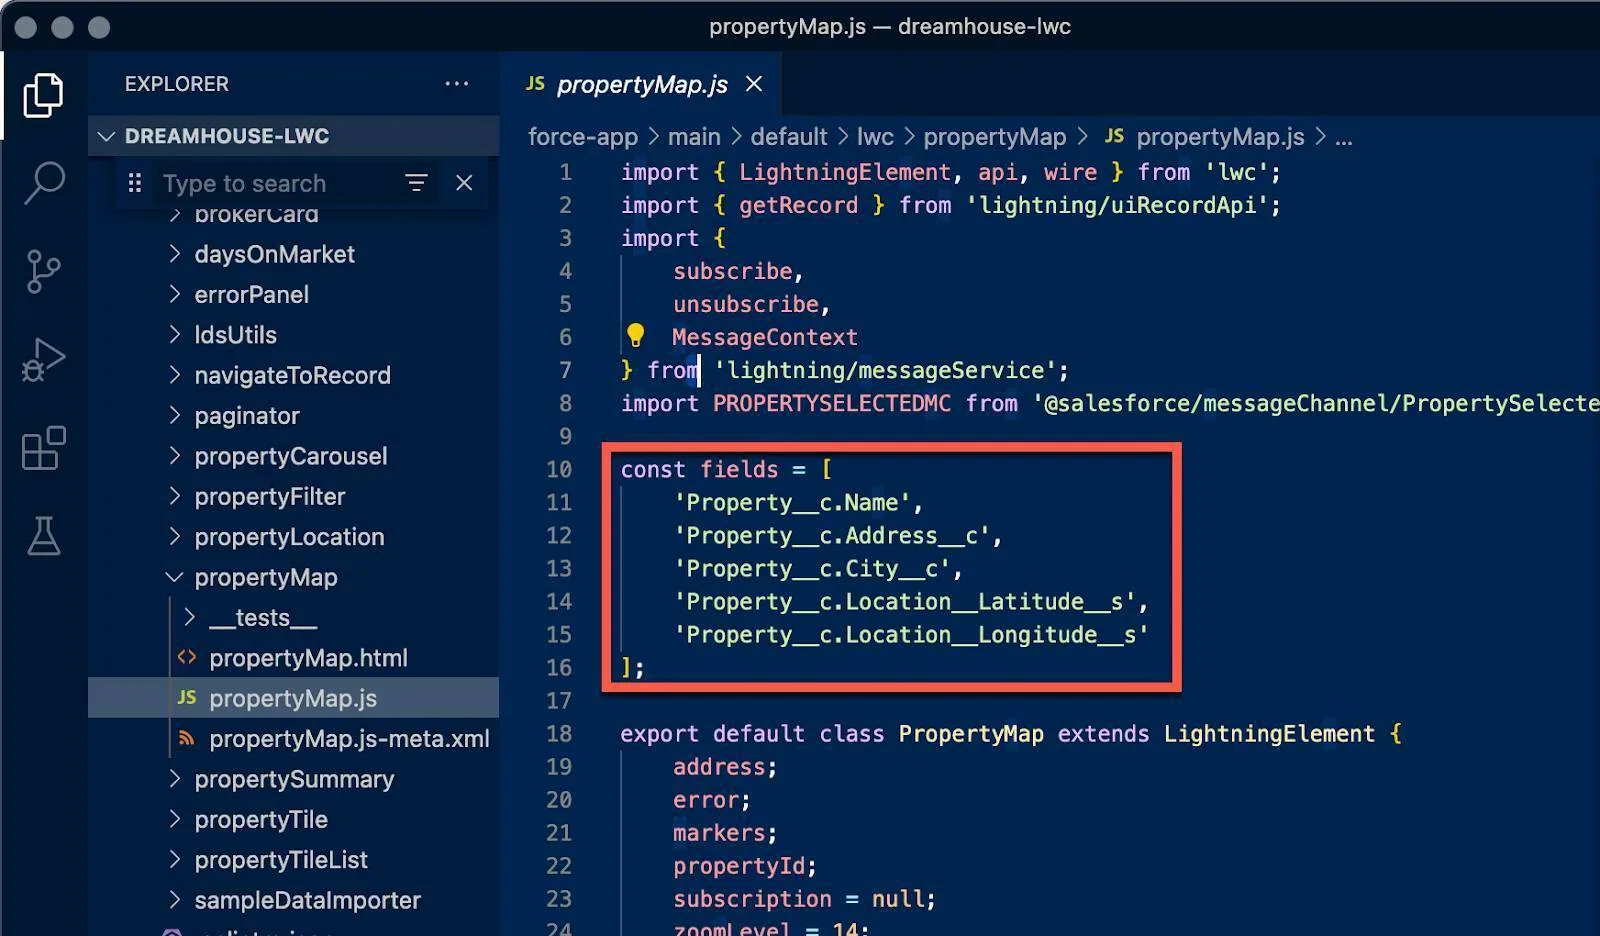 propertyMap.js — dreamhouse-lwc
EXPLORER
DREAMHOUSE-LWC
Type to search
brokerCard
daysOnMarket
errorPanel
ldsUtils
navigateToRecord
paginator
propertyCarousel
propertyFilter
propertyLocation
propertyMap
__tests__
<> propertyMap.html
JS propertyMap.js
propertyMap.js-meta.xml
propertySummary
propertyTile
propertyTileList
sampleDataImporter
JS propertyMap.js
force-app > main > default > lwc > propertyMap > JS propertyMap.js > ...
1 import { LightningElement, api, wire } from 'lwc';
2 import { getRecord } from 'lightning/uiRecordApi';
3 import {
4 subscribe,
5 unsubscribe,
6 MessageContext
7 } from 'lightning/messageService';
8 import PROPERTYSELECTEDMC from '@salesforce/messageChannel/PropertySelecte
9
10 const fields = [
11 'Property__c.Name',
12 'Property__c.Address__c',
13 'Property__c.City__c',
14 'Property__c.Location__Latitude__s',
15 'Property__c.Location__Longitude__s'
16 ];
17
18 export default class PropertyMap extends LightningElement {
19 address;
20 error;
21 markers;
22 propertyId;
23 subscription = null;
24 zoomLevel = 14;